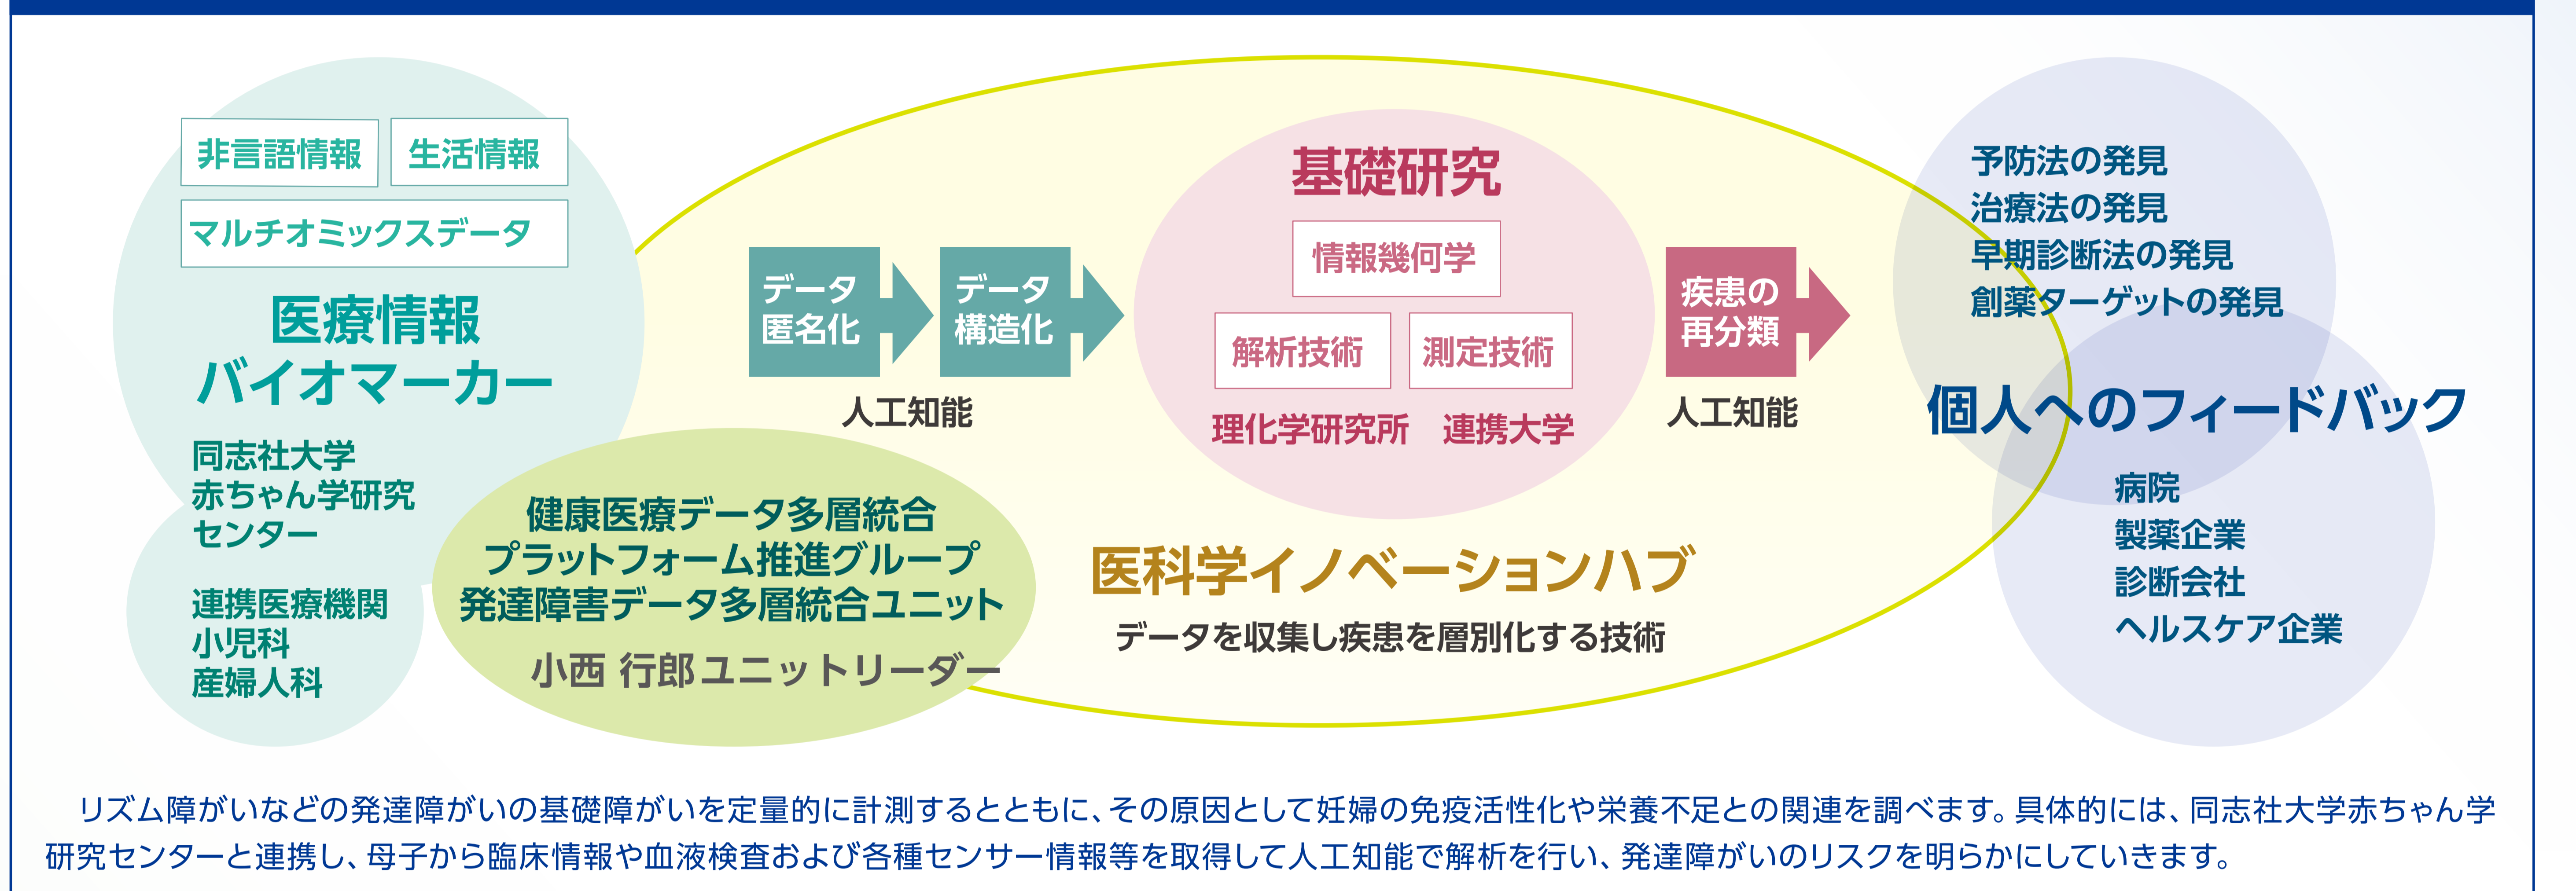 非言語情報
生活情報
マルチオミックスデータ
医療情報
バイオマーカー
同志社大学
赤ちゃん学研究
センター
連携医療機関
小児科
産婦人科
データ
匿名化
データ
構造化
人工知能
健康医療データ多層統合
プラットフォーム推進グループ
発達障害データ多層統合ユニット
小西 行郎ユニットリーダー
基礎研究
情報幾何学
解析技術
測定技術
理化学研究所 連携大学
医科学イノベーションハブ
データを収集し疾患を層別化する技術
疾患の
再分類
人工知能
予防法の発見
治療法の発見
早期診断法の発見
創薬ターゲットの発見
個人へのフィードバック
病院
製薬企業
診断会社
ヘルスケア企業
リズム障がいなどの発達障がいの基礎障がいを定量的に計測するとともに、その原因として妊婦の免疫活性化や栄養不足との関連を調べます。具体的には、同志社大学赤ちゃん学
研究センターと連携し、母子から臨床情報や血液検査および各種センサー情報等を取得して人工知能で解析を行い、発達障がいのリスクを明らかにしていきます。